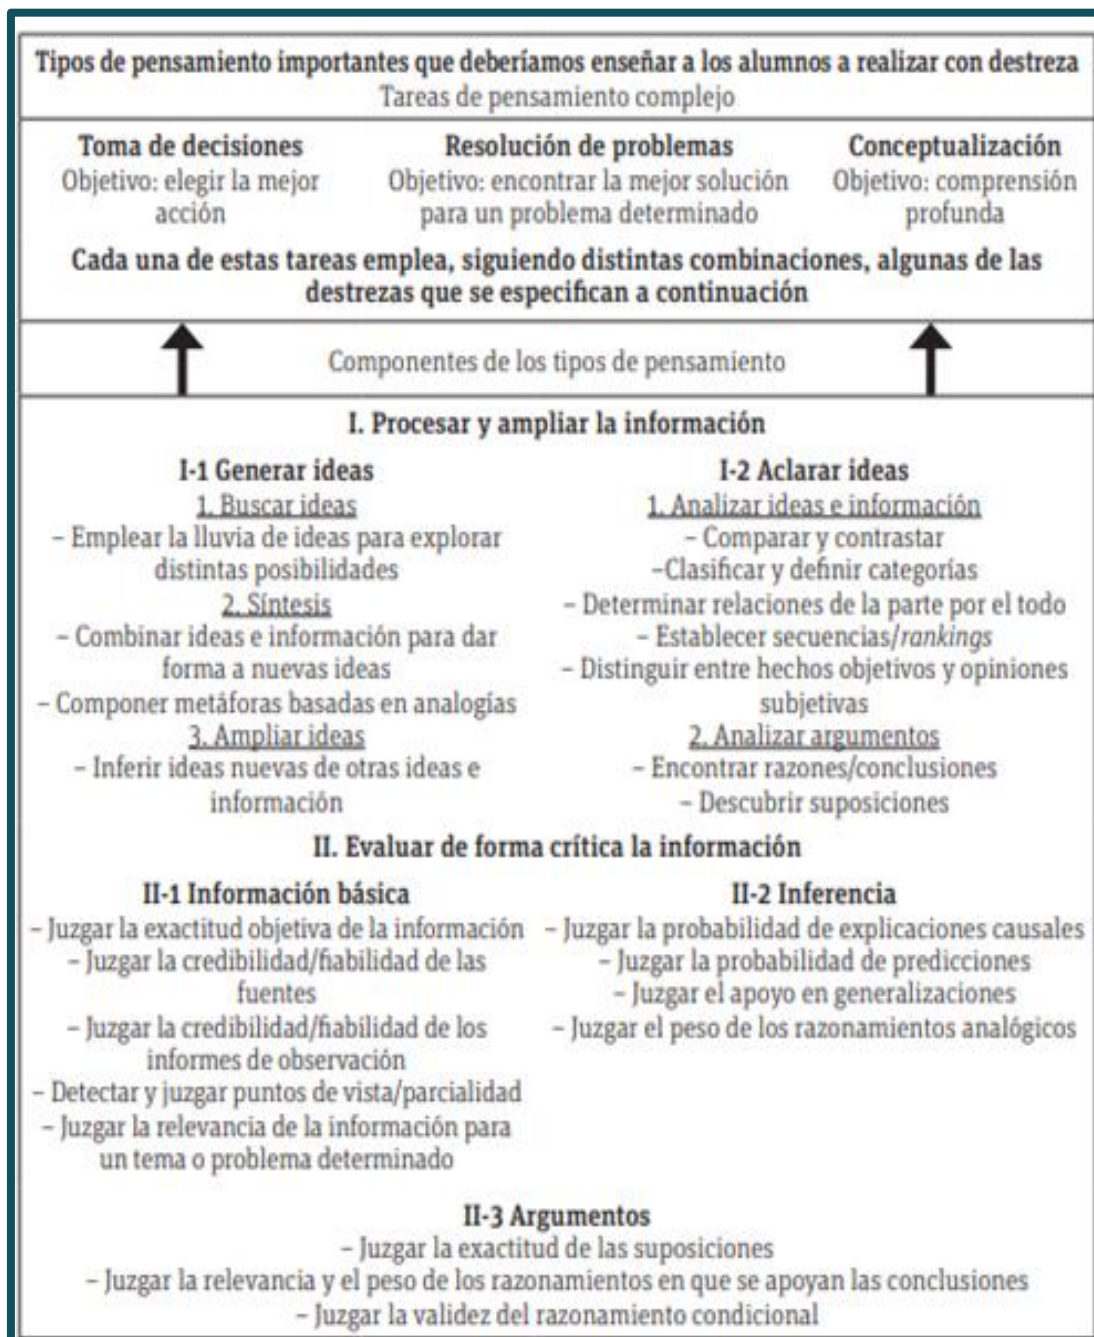 Tipos de pensamiento importantes que deberíamos enseñar a los alumnos a realizar con destreza
Tareas de pensamiento complejo
Toma de decisiones
Objetivo: elegir la mejor
acción
Resolución de problemas
Objetivo: encontrar la mejor solución
para un problema determinado
Conceptualización
Objetivo: comprensión
profunda
Cada una de estas tareas emplea, siguiendo distintas combinaciones, algunas de las
destrezas que se especifican a continuación
Componentes de los tipos de pensamiento
I. Procesar y ampliar la información
I-1 Generar ideas
1. Buscar ideas
– Emplear la lluvia de ideas para explorar
distintas posibilidades
2. Síntesis
– Combinar ideas e información para dar
forma a nuevas ideas
– Componer metáforas basadas en analogías
3. Ampliar ideas
– Inferir ideas nuevas de otras ideas e
información
I-2 Aclarar ideas
1. Analizar ideas e información
– Comparar y contrastar
–Clasificar y definir categorías
– Determinar relaciones de la parte por el todo
– Establecer secuencias/rankings
– Distinguir entre hechos objetivos y opiniones
subjetivas
2. Analizar argumentos
– Encontrar razones/conclusiones
– Descubrir suposiciones
II. Evaluar de forma crítica la información
II-1 Información básica
– Juzgar la exactitud objetiva de la información
– Juzgar la credibilidad/fiabilidad de las
fuentes
– Juzgar la credibilidad/fiabilidad de los
informes de observación
– Detectar y juzgar puntos de vista/parcialidad
– Juzgar la relevancia de la información para
un tema o problema determinado
II-2 Inferencia
– Juzgar la probabilidad de explicaciones causales
– Juzgar la probabilidad de predicciones
– Juzgar el apoyo en generalizaciones
– Juzgar el peso de los razonamientos analógicos
II-3 Argumentos
– Juzgar la exactitud de las suposiciones
– Juzgar la relevancia y el peso de los razonamientos en que se apoyan las conclusiones
– Juzgar la validez del razonamiento condicional